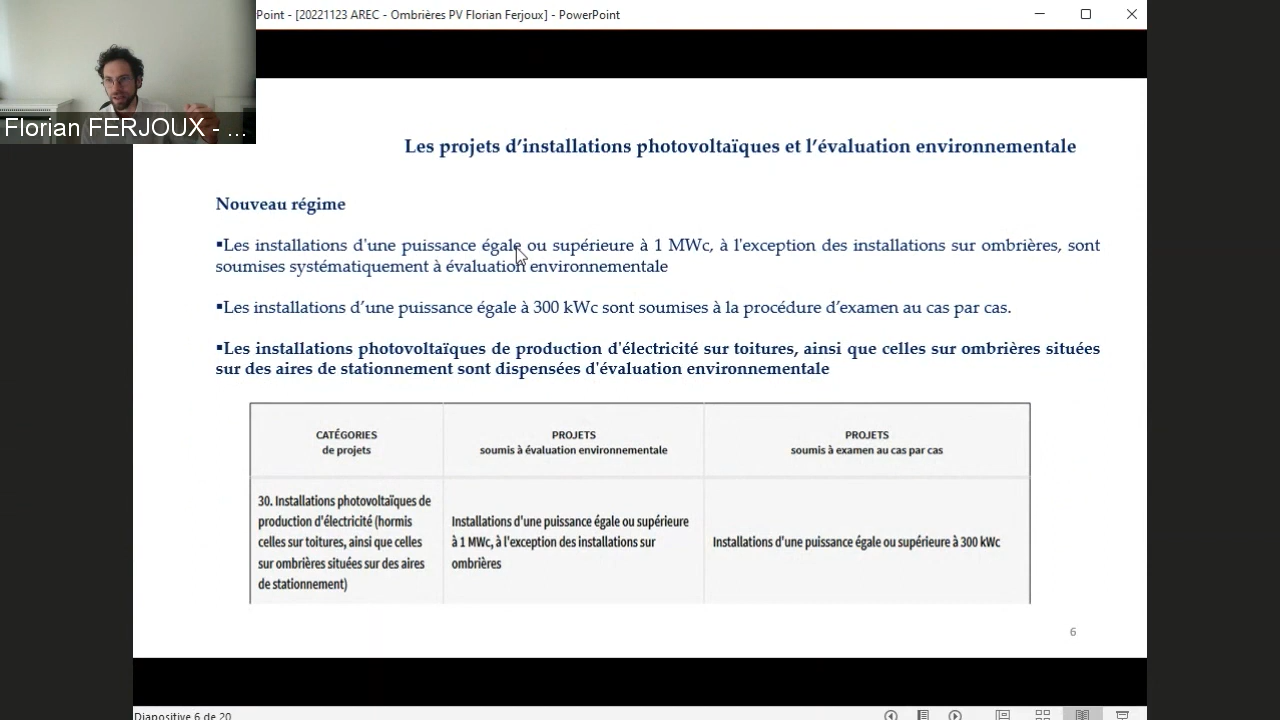 Point - [20221123 AREC - Ombrières PV Florian Ferjoux] - PowerPoint
Florian FERJOUX - ...
Les projets d’installations photovoltaïques et l’évaluation environnementale
Nouveau régime
▪Les installations d'une puissance égale ou supérieure à 1 MWc, à l'exception des installations sur ombrières, sont
soumises systématiquement à évaluation environnementale
▪Les installations d’une puissance égale à 300 kWc sont soumises à la procédure d’examen au cas par cas.
▪Les installations photovoltaïques de production d'électricité sur toitures, ainsi que celles sur ombrières situées
sur des aires de stationnement sont dispensées d'évaluation environnementale
CATÉGORIES
de projets
PROJETS
soumis à évaluation environnementale
PROJETS
soumis à examen au cas par cas
30. Installations photovoltaïques de
production d'électricité (hormis
celles sur toitures, ainsi que celles
sur ombrières situées sur des aires
de stationnement)
Installations d'une puissance égale ou supérieure
à 1 MWc, à l'exception des installations sur
ombrières
Installations d'une puissance égale ou supérieure à 300 kWc
6
Diapositive 6 de 20